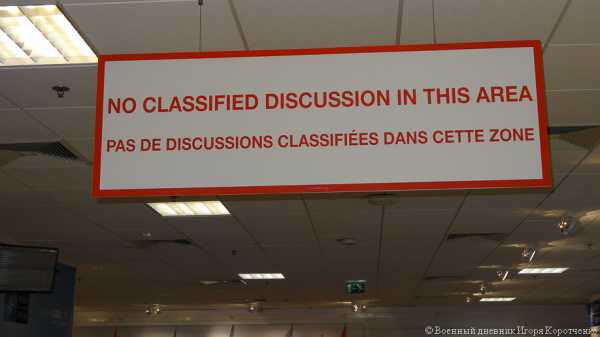 NO CLASSIFIED DISCUSSION IN THIS AREA
PAS DE DISCUSSIONS CLASSIFIÉES DANS CETTE ZONE
© Военный дневник Игоря Коротченко